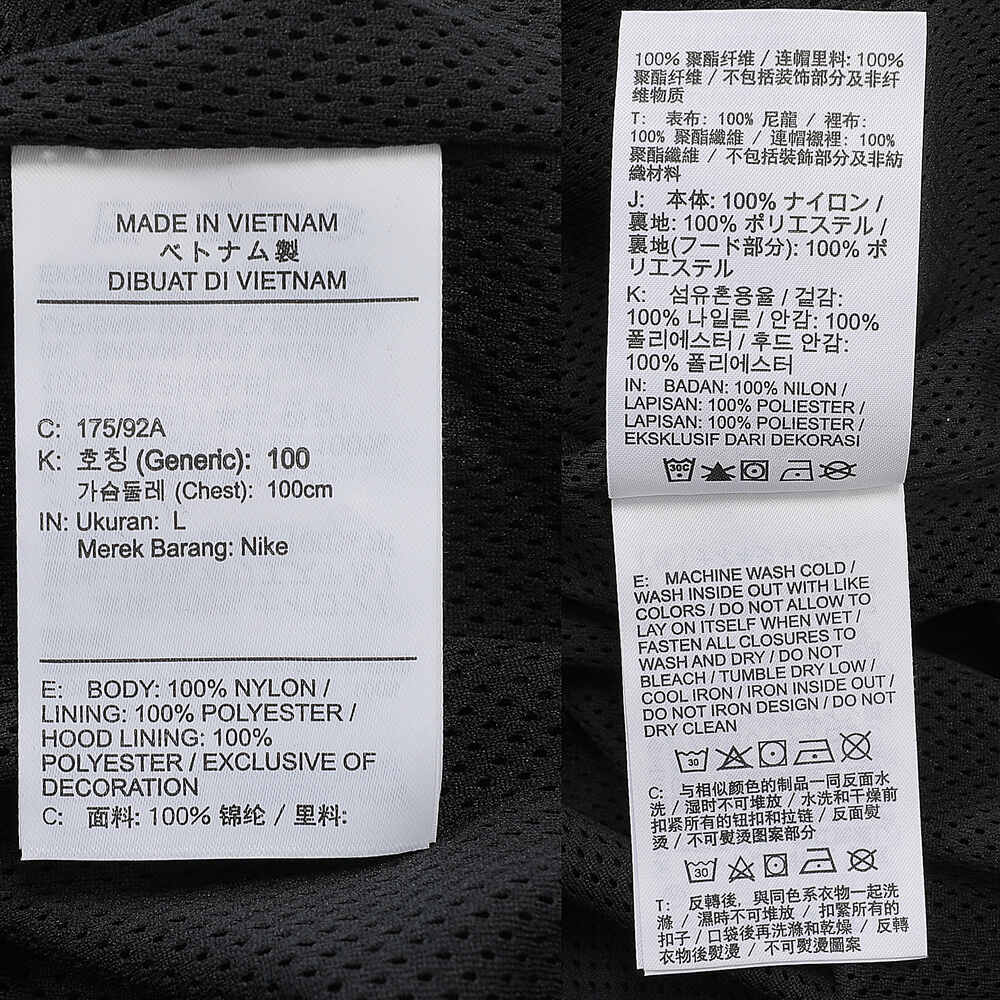 MADE IN VIETNAM
ベトナム製
DIBUAT DI VIETNAM
C: 175/92A
K: 호칭 (Generic): 100
가슴둘레 (Chest): 100cm
IN: Ukuran: L
Merek Barang: Nike
E: BODY: 100% NYLON /
LINING: 100% POLYESTER /
HOOD LINING: 100%
POLYESTER / EXCLUSIVE OF
DECORATION
C: 面料: 100% 锦纶 / 里料:
100% 聚酯纤维 / 连帽里料: 100%
聚酯纤维 / 不包括装饰部分及非纤
维物质
T: 表布: 100% 尼龍 / 裡布:
100% 聚酯纖維 / 連帽襯裡: 100%
聚酯纖維 / 不包括裝飾部分及非紡
織材料
J: 本体: 100% ナイロン /
裏地: 100% ポリエステル /
裏地(フード部分): 100% ポ
リエステル
K: 섬유혼용율 / 겉감:
100% 나일론 / 안감: 100%
폴리에스터 / 후드 안감:
100% 폴리에스터
IN: BADAN: 100% NILON /
LAPISAN: 100% POLIESTER /
LAPISAN: 100% POLIESTER /
EKSKLUSIF DARI DEKORASI
30C
E: MACHINE WASH COLD /
WASH INSIDE OUT WITH LIKE
COLORS / DO NOT ALLOW TO
LAY ON ITSELF WHEN WET /
FASTEN ALL CLOSURES TO
WASH AND DRY / DO NOT
BLEACH / TUMBLE DRY LOW /
COOL IRON / IRON INSIDE OUT /
DO NOT IRON DESIGN / DO NOT
DRY CLEAN
30
C: 与相似颜色的制品一同反面水
洗 / 湿时不可堆放 / 水洗和干燥前
扣紧所有的钮扣和拉链 / 反面熨
烫 / 不可熨烫图案部分
30
T: 反轉後, 與同色系衣物一起洗
滌 / 濕時不可堆放 / 扣緊所有的
扣子 / 口袋後再洗滌和乾燥 / 反轉
衣物後熨燙 / 不可熨燙圖案